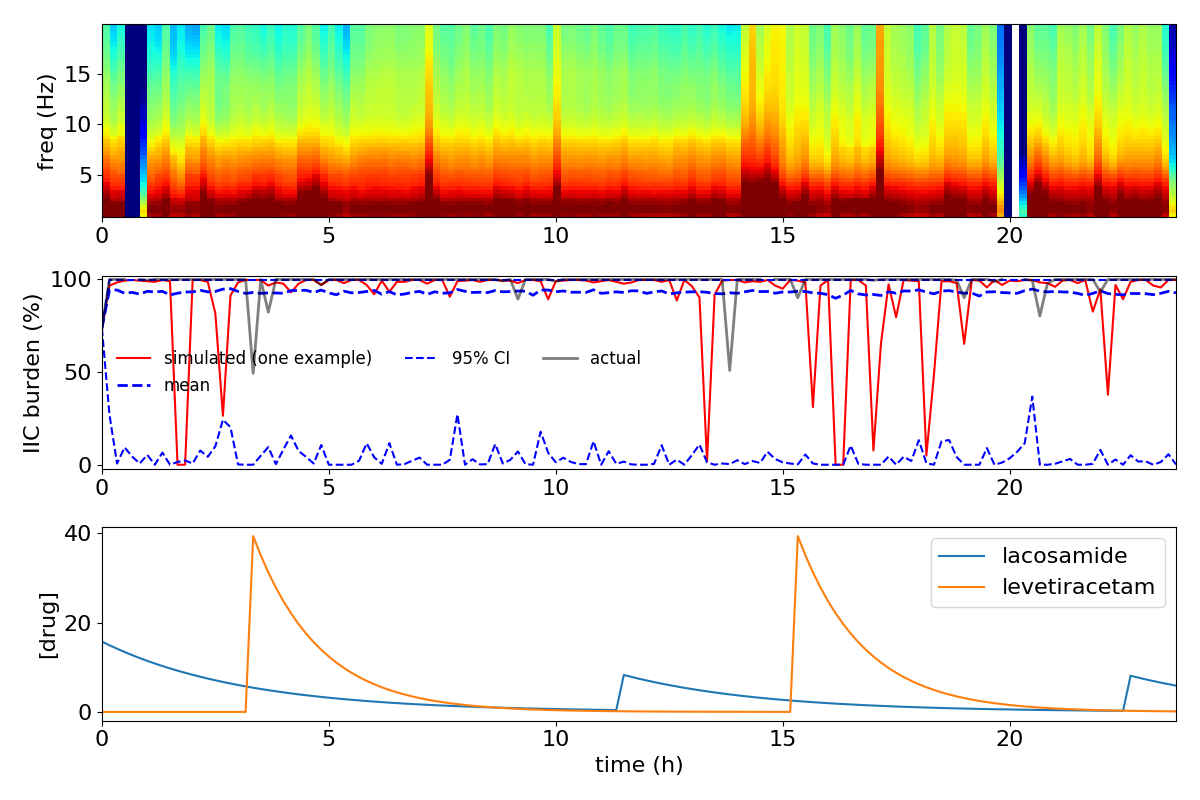 freq (Hz)
15
10
5
0 5 10 15 20
IIC burden (%)
100
50
0
simulated (one example) 95% CI actual
mean
0 5 10 15 20
[drug]
40
20
0
lacosamide
levetiracetam
0 5 10 15 20
time (h)